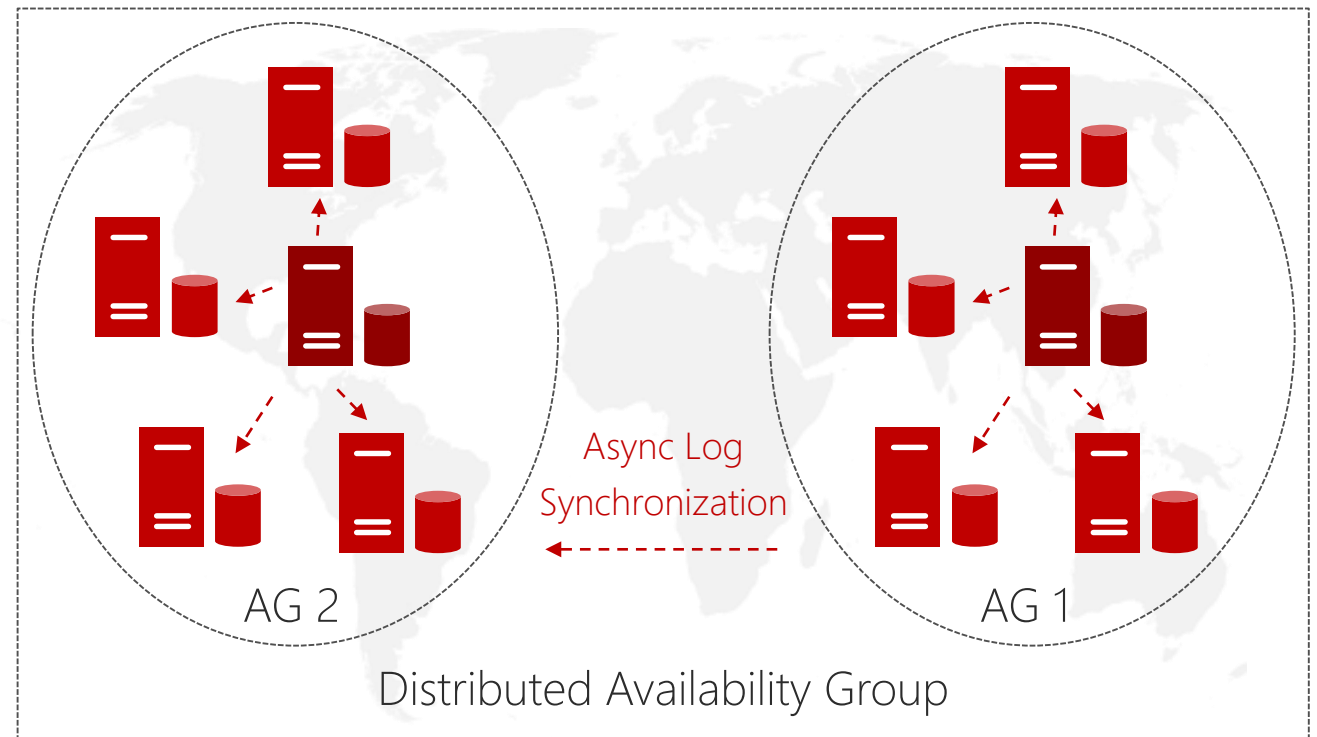 Async Log
Synchronization
AG 2
AG 1
Distributed Availability Group